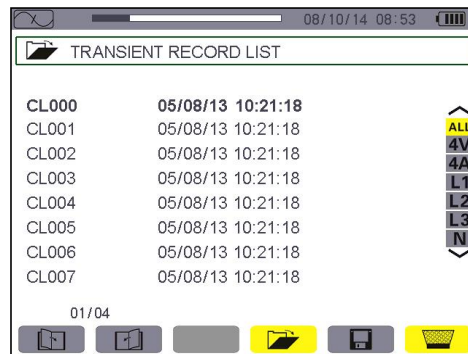 08/10/14 08:53
TRANSIENT RECORD LIST
CL000 05/08/13 10:21:18
CL001 05/08/13 10:21:18
CL002 05/08/13 10:21:18
CL003 05/08/13 10:21:18
CL004 05/08/13 10:21:18
CL005 05/08/13 10:21:18
CL006 05/08/13 10:21:18
CL007 05/08/13 10:21:18
ALL
4V
4A
L1
L2
L3
N
01/04